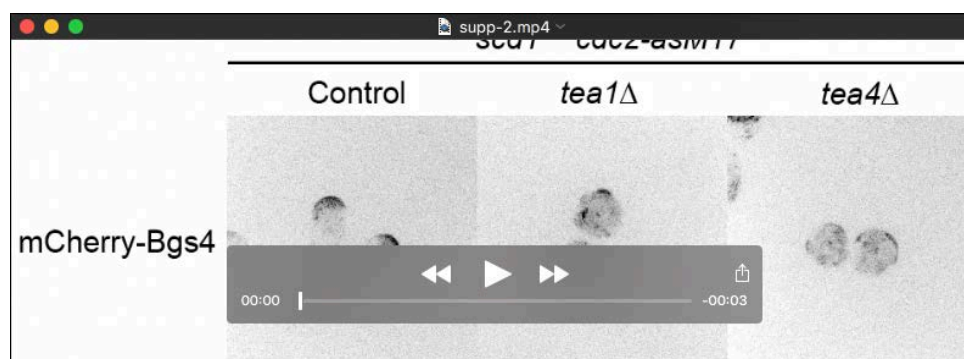 supp-2.mp4
Control tea1Δ tea4Δ
mCherry-Bgs4
00:00 -00:03